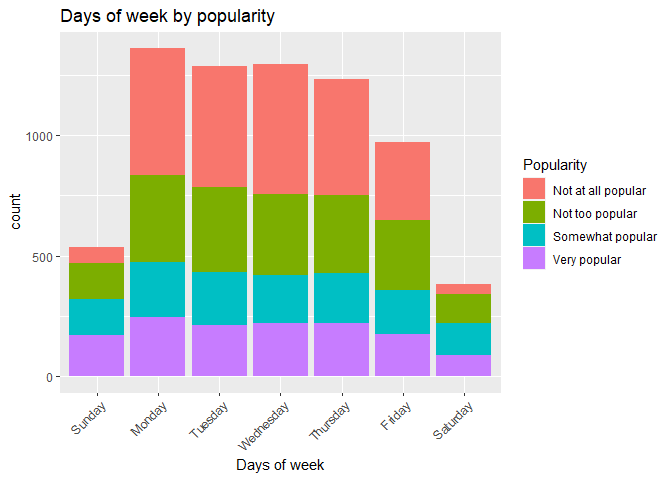 Days of week by popularity
1000
500
0
count
Sunday
Monday
Tuesday
Wednesday
Thursday
Friday
Saturday
Days of week
Popularity
Not at all popular
Not too popular
Somewhat popular
Very popular